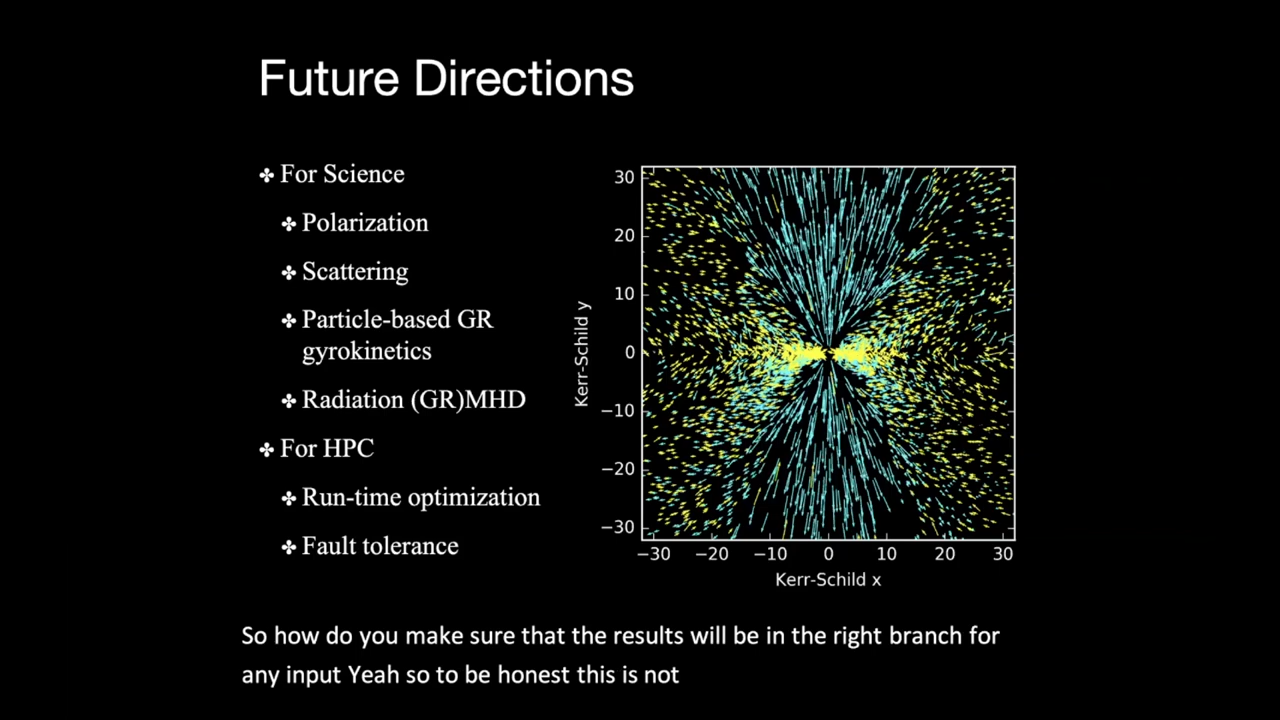 Future Directions
✤ For Science
✤ Polarization
✤ Scattering
✤ Particle-based GR
gyrokinetics
✤ Radiation (GR)MHD
✤ For HPC
✤ Run-time optimization
✤ Fault tolerance
30
20
10
0
−10
−20
−30
Kerr-Schild y
−30 −20 −10 0 10 20 30
Kerr-Schild x
So how do you make sure that the results will be in the right branch for
any input Yeah so to be honest this is not